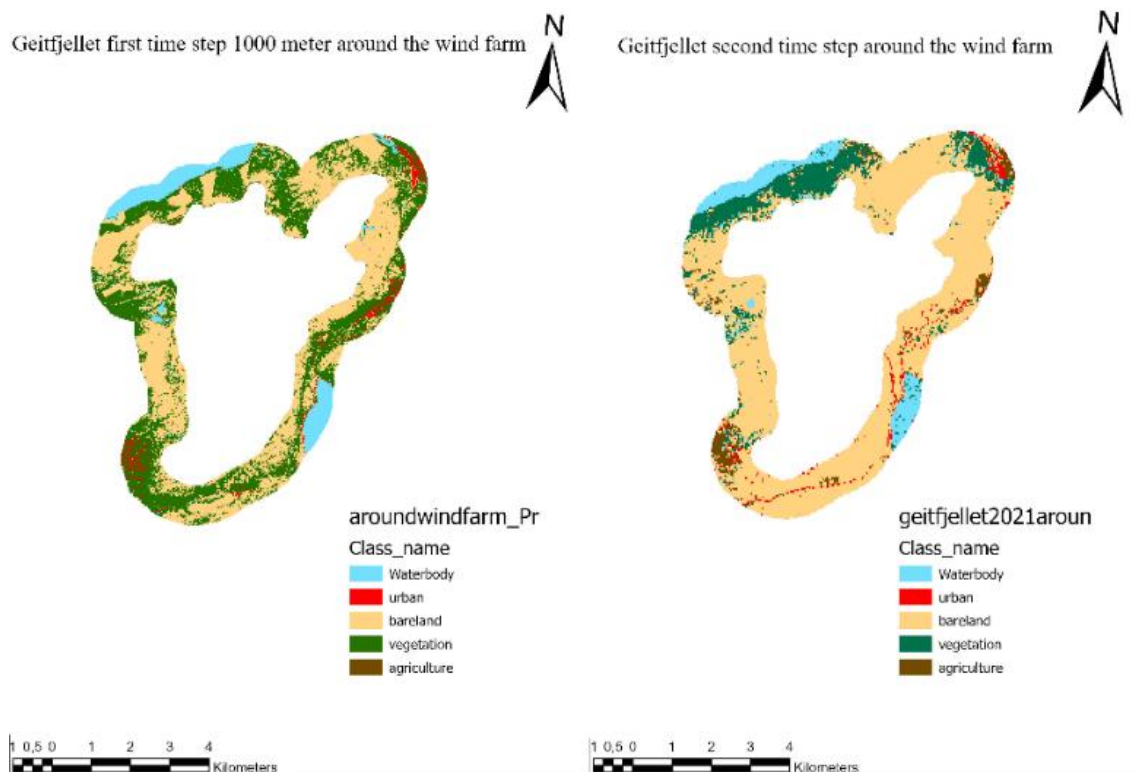 Geitfjellet first time step 1000 meter around the wind farm
N
aroundwindfarm_Pr
Class_name
Waterbody
urban
bareland
vegetation
agriculture
1 0,5 0 1 2 3 4
Kilometers
Geitfjellet second time step around the wind farm
N
geitfjellet2021aroun
Class_name
Waterbody
urban
bareland
vegetation
agriculture
1 0,5 0 1 2 3 4
Kilometers